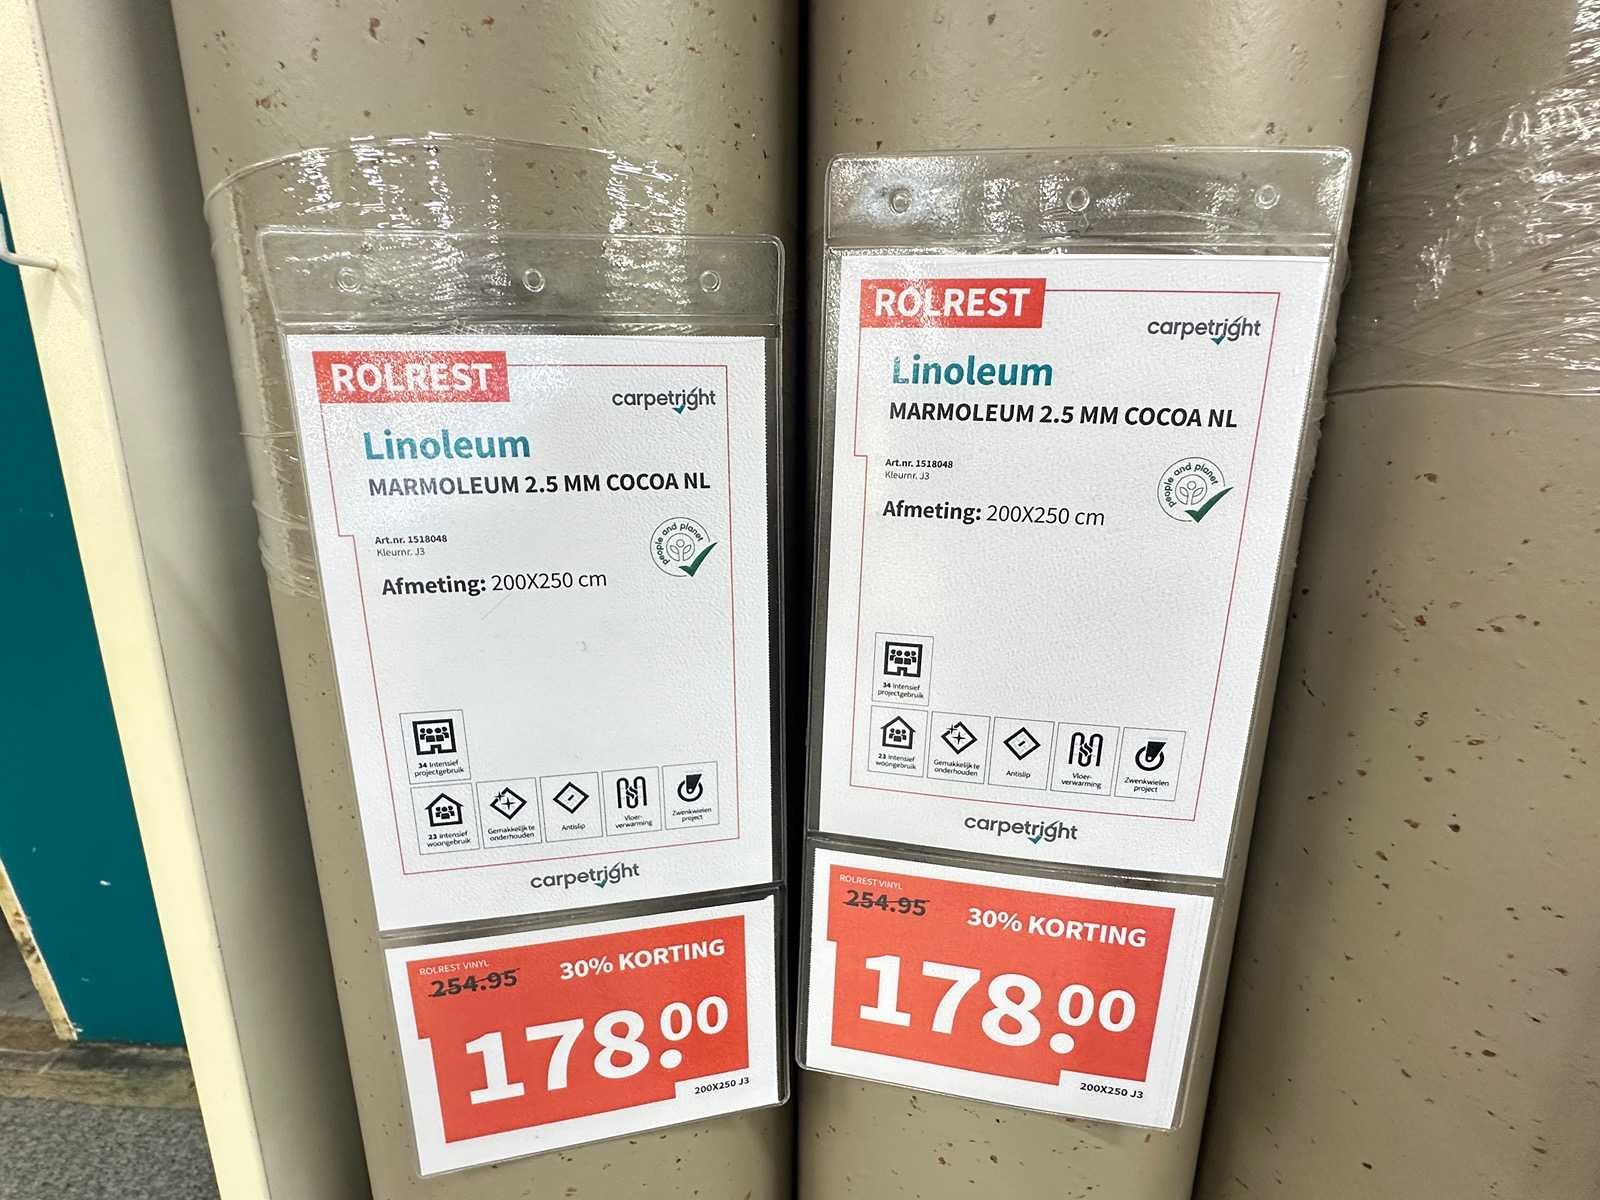 ROLREST
carpetright
Linoleum
MARMOLEUM 2.5 MM COCOA NL
Art.nr. 1518048
Kleurnr. J3
people and planet
Afmeting: 200X250 cm
34 Intensief
projectgebruik
23 Intensief
woongebruik
Gemakkelijk te
onderhouden
Antislip
Vloer-
verwarming
Zwenkwielen
project
carpetright
ROLREST VINYL
254.95
30% KORTING
178.00
200X250 J3
ROLREST
carpetright
Linoleum
MARMOLEUM 2.5 MM COCOA NL
Art.nr. 1518048
Kleurnr. J3
people and planet
Afmeting: 200X250 cm
34 Intensief
projectgebruik
23 Intensief
woongebruik
Gemakkelijk te
onderhouden
Antislip
Vloer-
verwarming
Zwenkwielen
project
carpetright
ROLREST VINYL
254.95
30% KORTING
178.00
200X250 J3